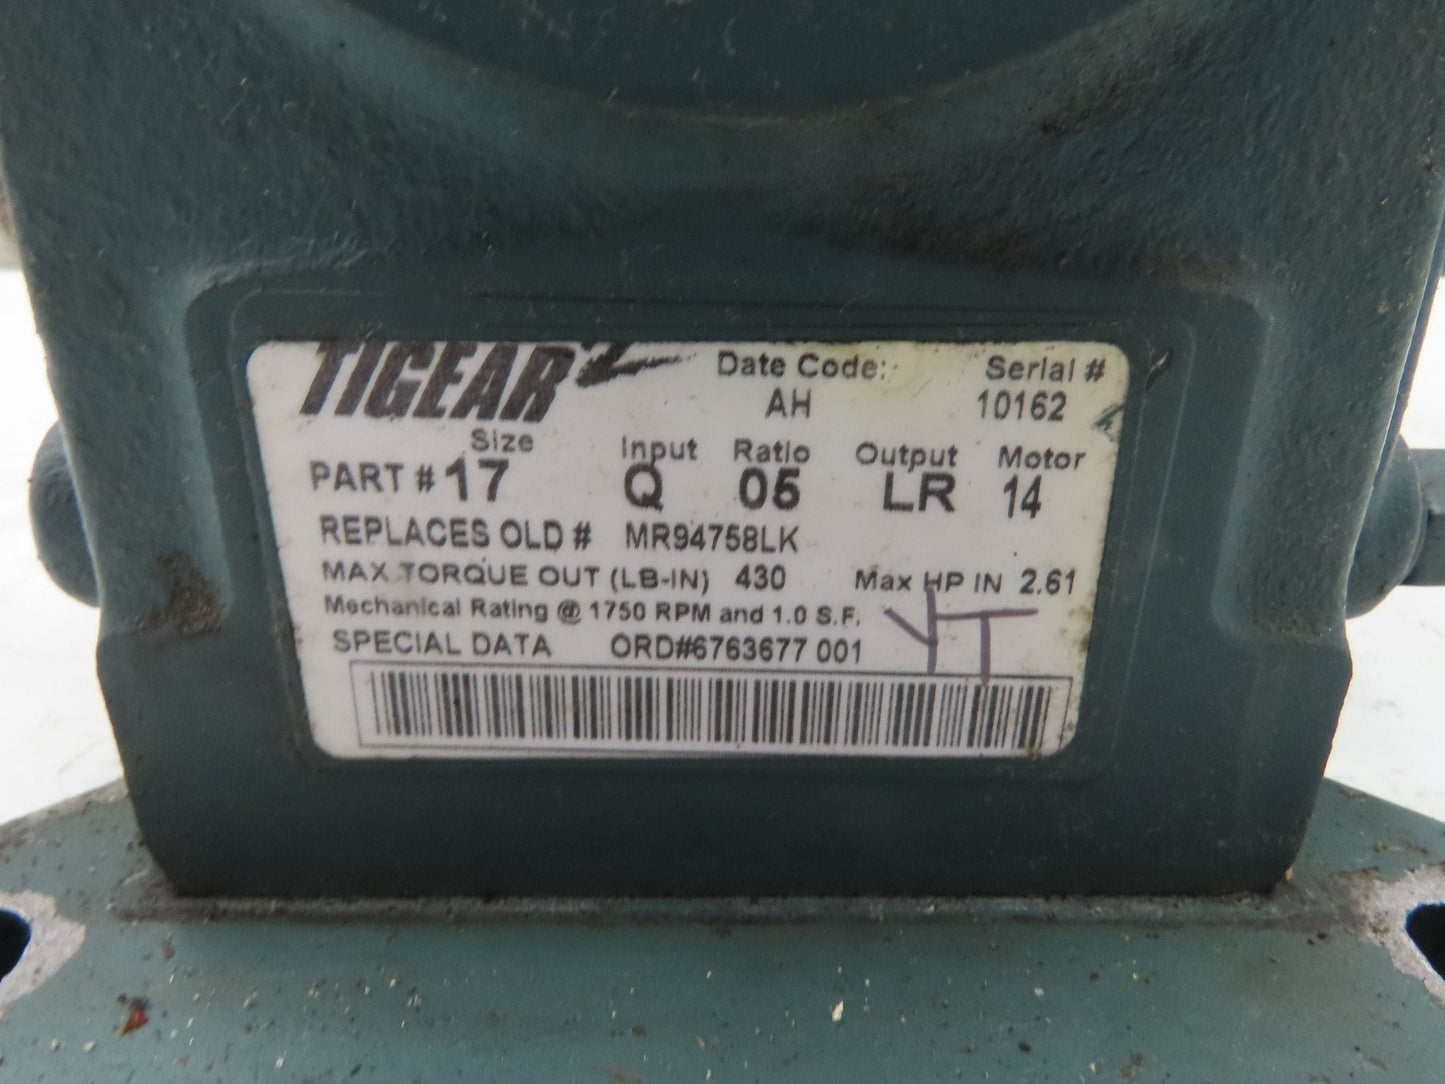 TIGEAR 2
Date Code: Serial #
AH 10162
Size Input Ratio Output Motor
PART # 17 Q 05 LR 14
REPLACES OLD # MR94758LK
MAX TORQUE OUT (LB-IN) 430 Max HP IN 2.61
Mechanical Rating @ 1750 RPM and 1.0 S.F.
SPECIAL DATA ORD#6763677 001